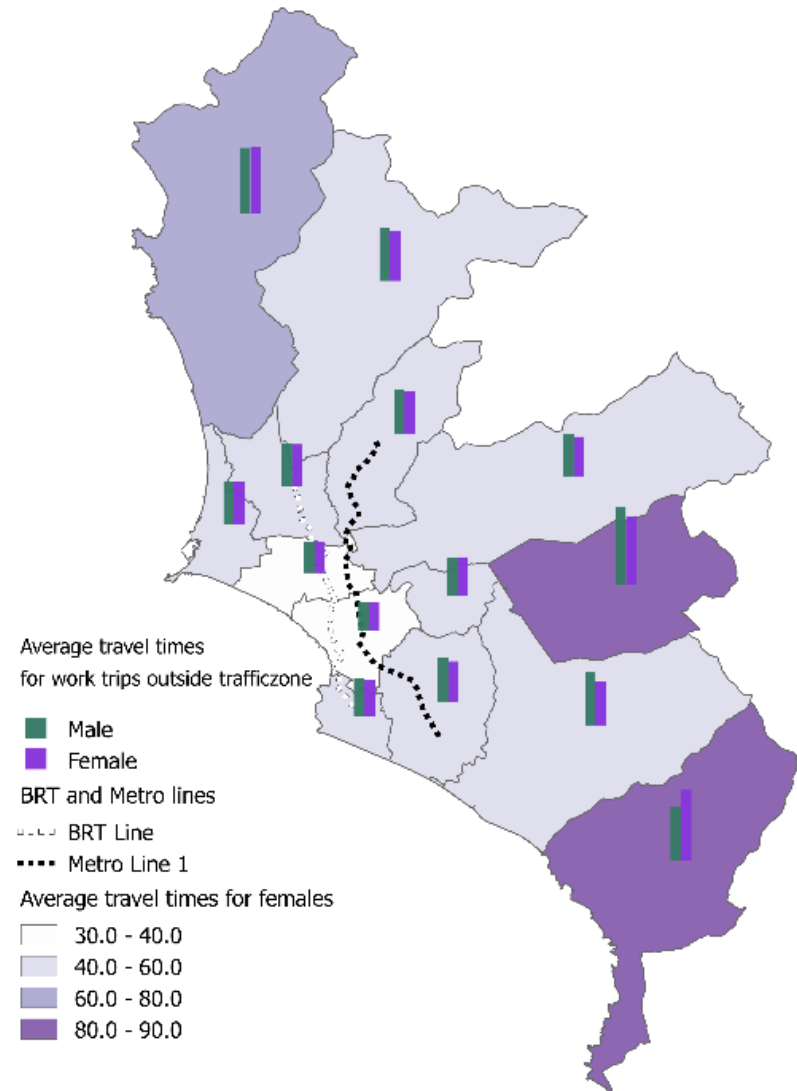 Average travel times
for work trips outside trafficzone
Male
Female
BRT and Metro lines
BRT Line
Metro Line 1
Average travel times for females
30.0 - 40.0
40.0 - 60.0
60.0 - 80.0
80.0 - 90.0